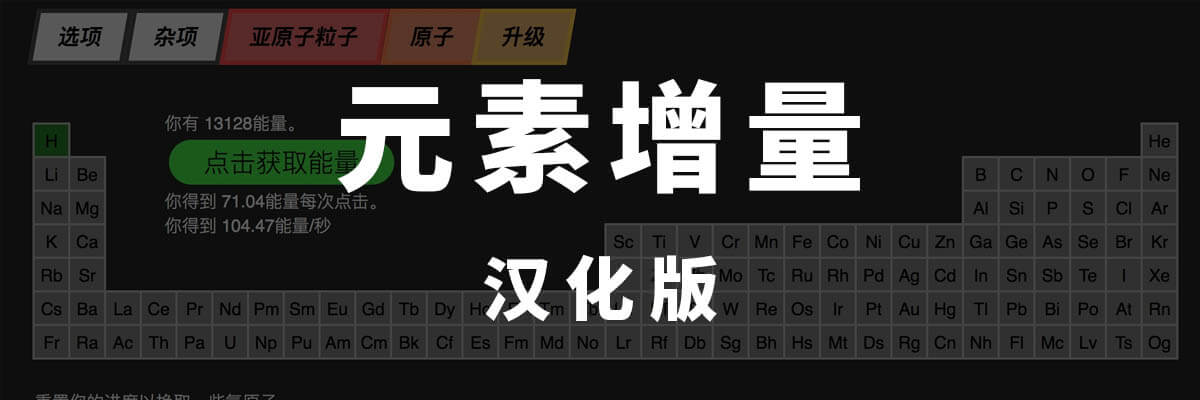 选项 杂项 亚原子粒子 原子 升级
元素增量
汉化版
你有 13128能量。
点击获取能量
你得到 71.04能量每次点击。
你得到 104.47能量/秒
H He
Li Be B C N O F Ne
Na Mg Al Si P S Cl Ar
K Ca Sc Ti V Cr Mn Fe Co Ni Cu Zn Ga Ge As Se Br Kr
Rb Sr Mo Tc Ru Rh Pd Ag Cd In Sn Sb Te I Xe
Cs Ba La Ce Pr Nd Pm Sm Eu Gd Tb Dy Ho W Re Os Ir Pt Au Hg Tl Pb Bi Po At Rn
Fr Ra Ac Th Pa U Np Pu Am Cm Bk Cf Es Fm Md No Lr Rf Db Sg Bh Hs Mt Ds Rg Cn Nh Fl Mc Lv Ts Og